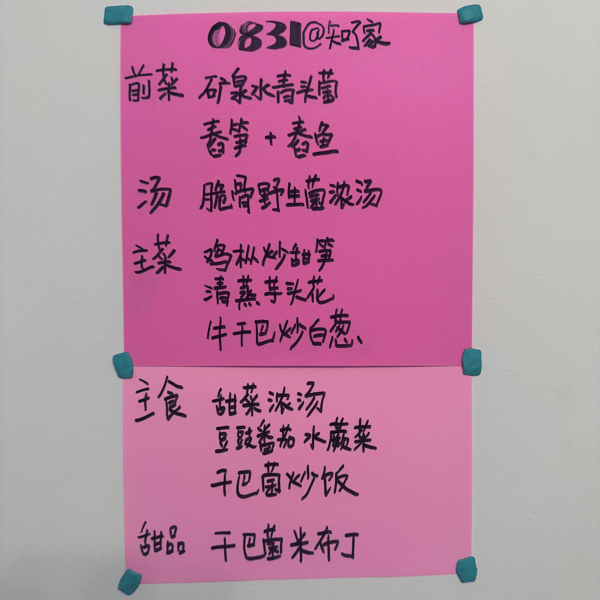 0831@知了家
前菜 矿泉水青头菌
舂笋 + 舂鱼
汤 脆骨野生菌浓汤
主菜 鸡枞炒甜笋
清蒸芋头花
牛干巴炒白葱、
主食 甜菜浓汤
豆豉番茄水蕨菜
干巴菌炒饭
甜品 干巴菌米布丁